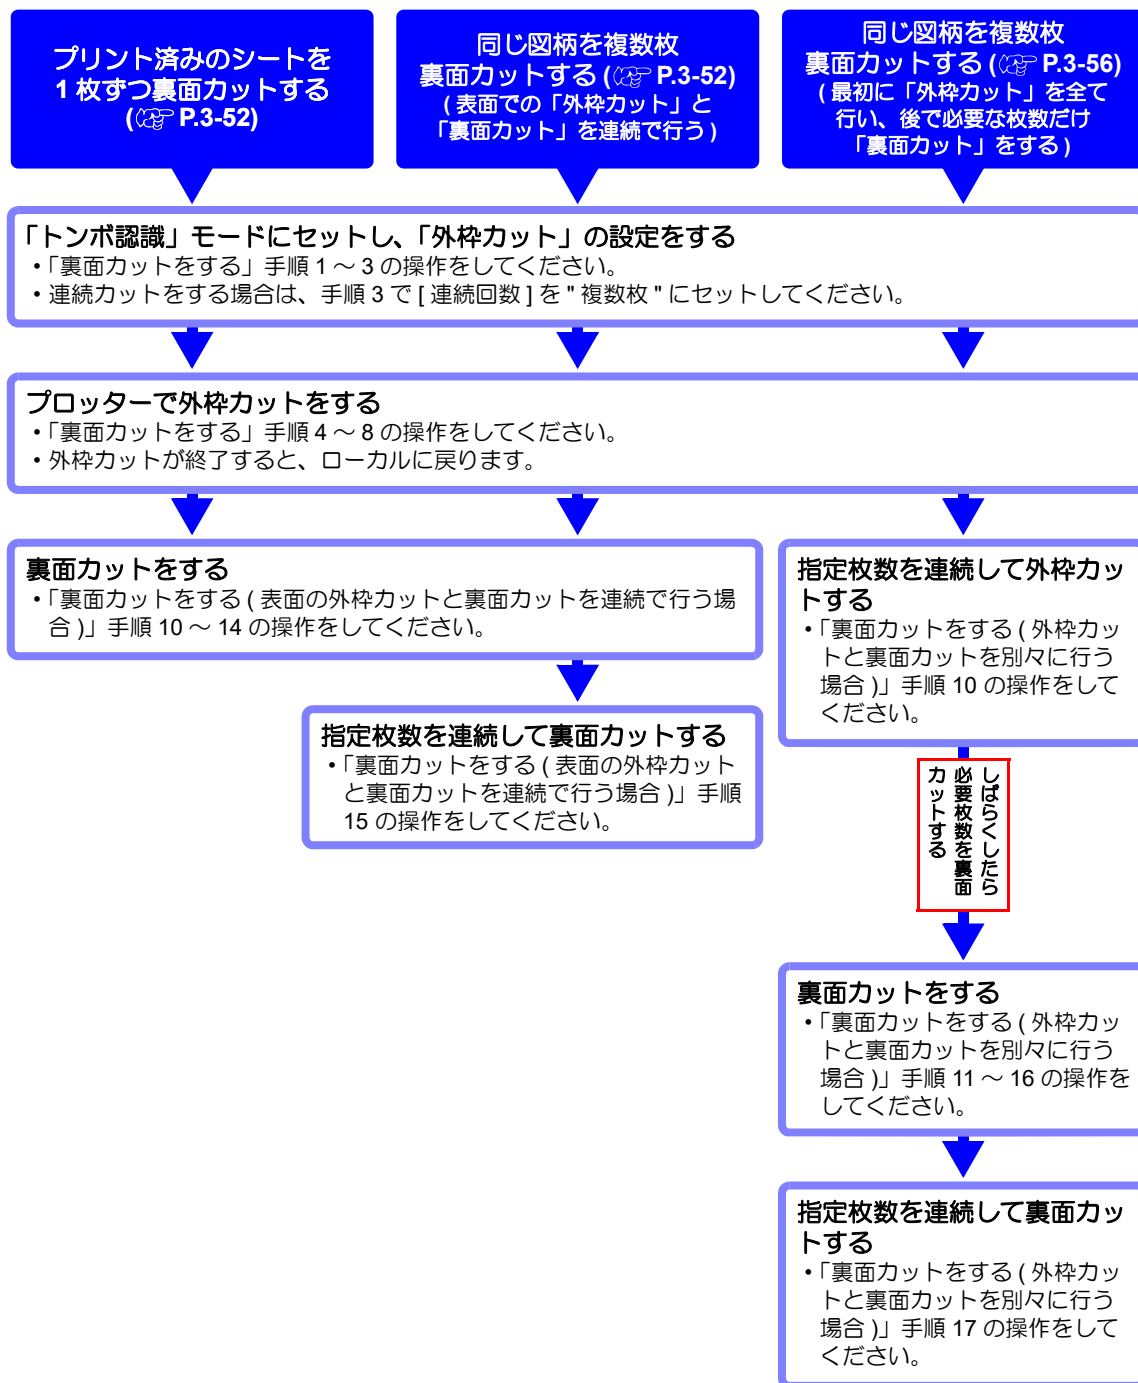 プリント済みのシートを
1 枚ずつ裏面カットする
(☞ P.3-52)
同じ図柄を複数枚
裏面カットする (☞ P.3-52)
( 表面での「外枠カット」と
「裏面カット」を連続で行う )
同じ図柄を複数枚
裏面カットする (☞ P.3-56)
( 最初に「外枠カット」を全て
行い、後で必要な枚数だけ
「裏面カット」をする )
「トンボ認識」モードにセットし、「外枠カット」の設定をする
・「裏面カットをする」手順 1 ～ 3 の操作をしてください。
・連続カットをする場合は、手順 3 で [ 連続回数 ] を " 複数枚 " にセットしてください。
プロッターで外枠カットをする
・「裏面カットをする」手順 4 ～ 8 の操作をしてください。
・外枠カットが終了すると、ローカルに戻ります。
裏面カットをする
・「裏面カットをする ( 表面の外枠カットと裏面カットを連続で行う場
合 )」手順 10 ～ 14 の操作をしてください。
指定枚数を連続して裏面カットする
・「裏面カットをする ( 表面の外枠カット
と裏面カットを連続で行う場合 )」手順
15 の操作をしてください。
指定枚数を連続して外枠カッ
トする
・「裏面カットをする ( 外枠カッ
トと裏面カットを別々に行う
場合 )」手順 10 の操作をして
ください。
しばらくしたら
必要枚数を裏面
カットする
裏面カットをする
・「裏面カットをする ( 外枠カッ
トと裏面カットを別々に行う
場合 )」手順 11 ～ 16 の操作を
してください。
指定枚数を連続して裏面カッ
トする
・「裏面カットをする ( 外枠カッ
トと裏面カットを別々に行う
場合 )」手順 17 の操作をして
ください。